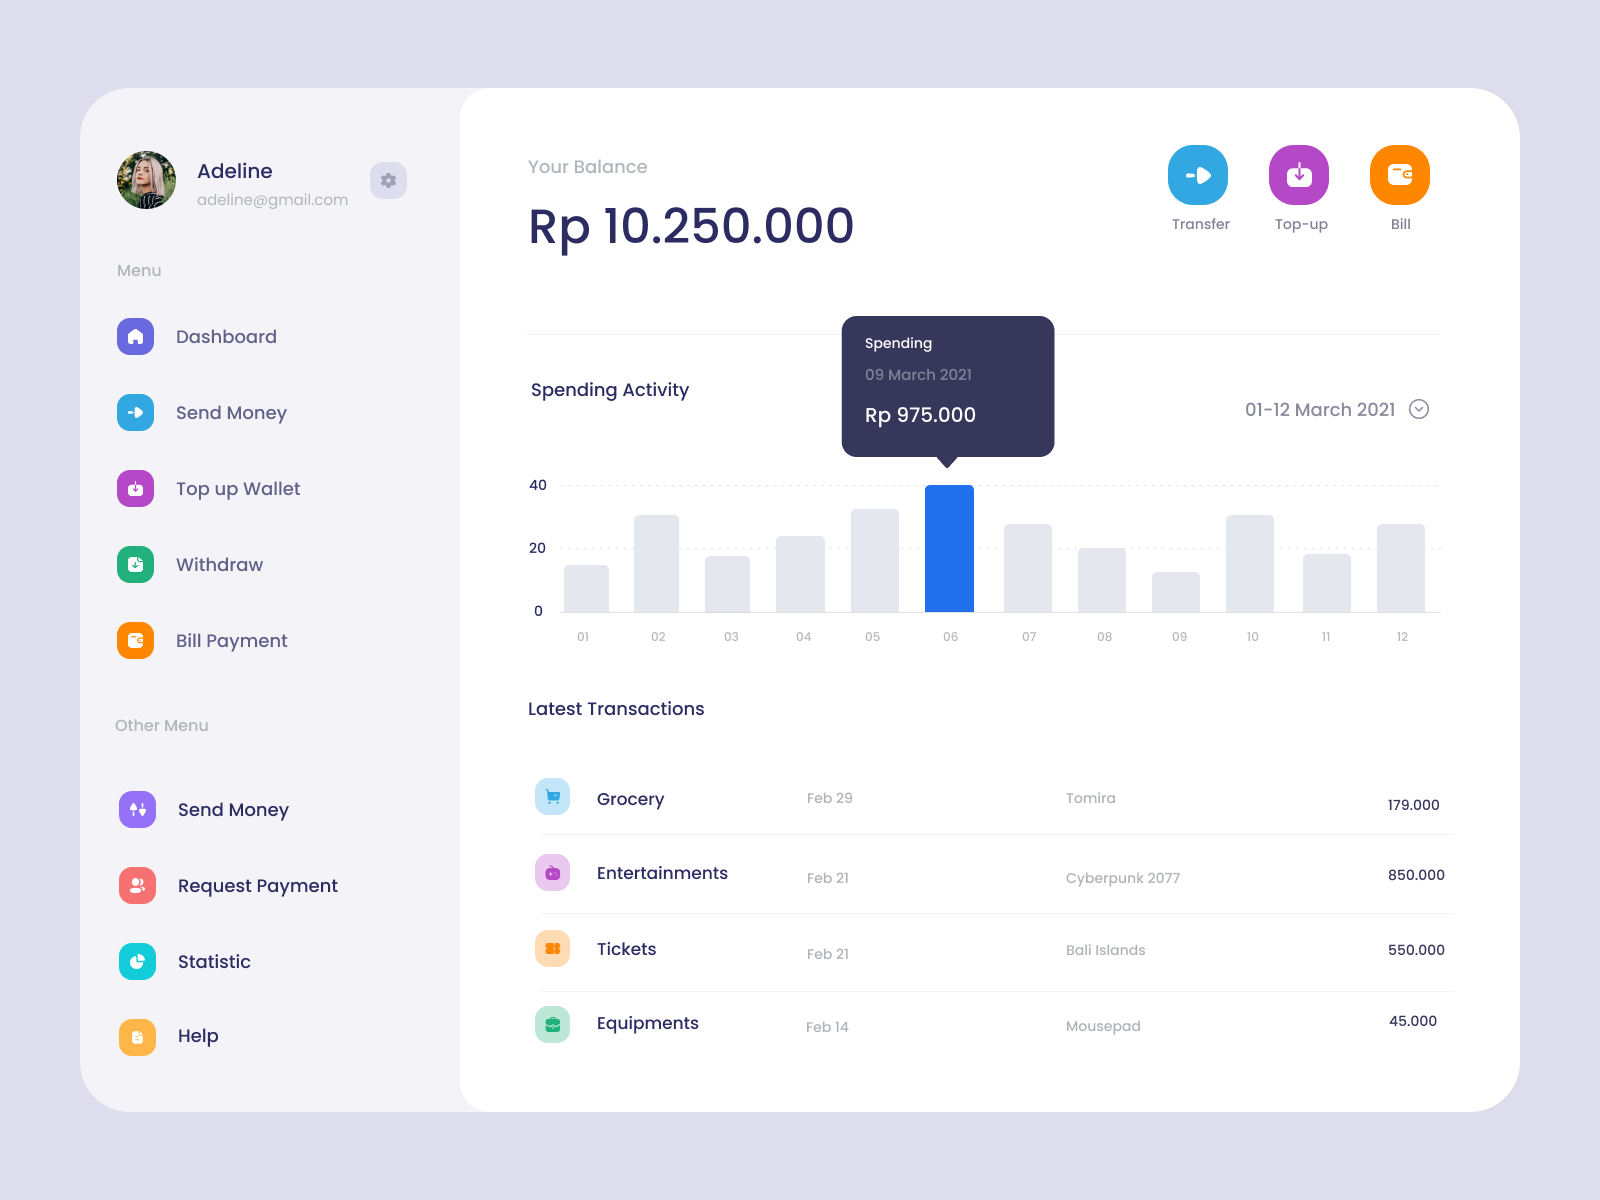 Adeline
adeline@gmail.com
Menu
Dashboard
Send Money
Top up Wallet
Withdraw
Bill Payment
Other Menu
Send Money
Request Payment
Statistic
Help
Your Balance
Rp 10.250.000
Transfer
Top-up
Bill
Spending Activity
Spending
09 March 2021
Rp 975.000
01-12 March 2021
40
20
0
01 02 03 04 05 06 07 08 09 10 11 12
Latest Transactions
Grocery Feb 29 Tomira 179.000
Entertainments Feb 21 Cyberpunk 2077 850.000
Tickets Feb 21 Bali Islands 550.000
Equipments Feb 14 Mousepad 45.000